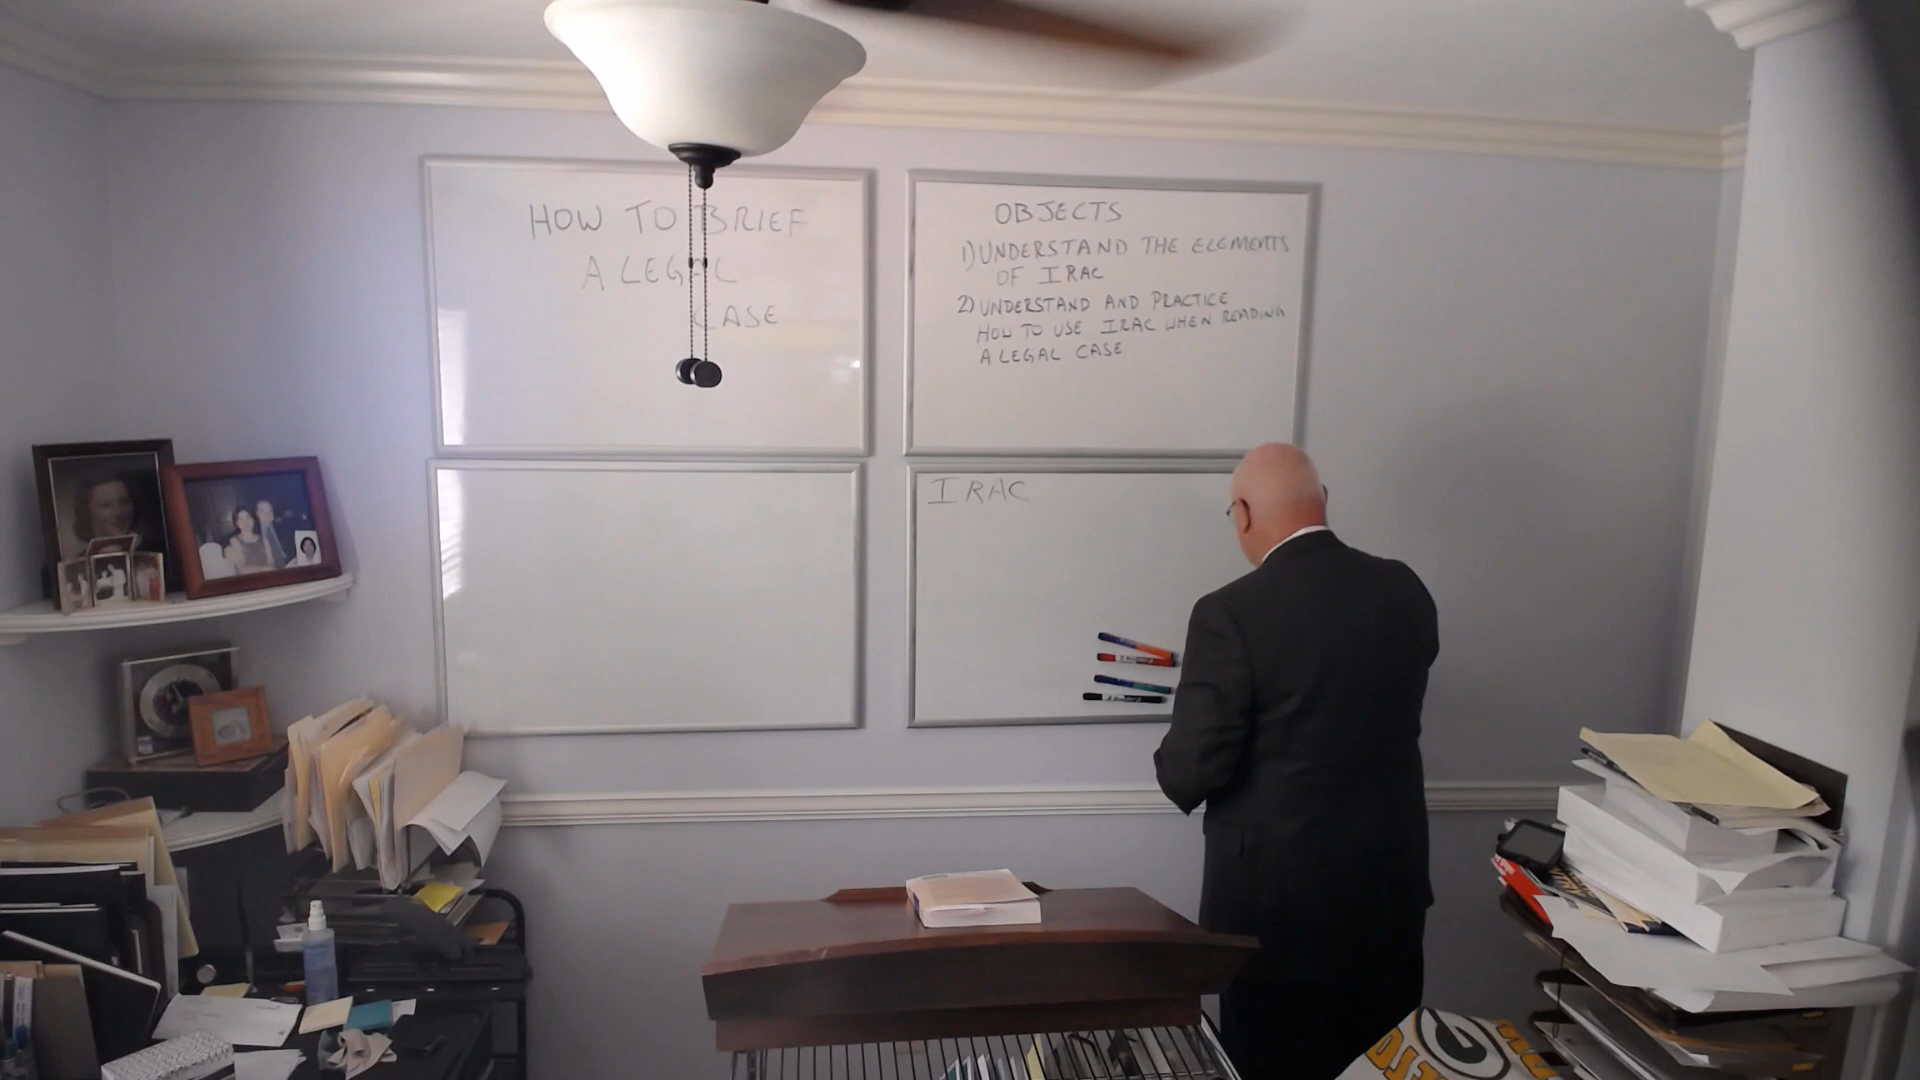 HOW TO BRIEF
A LEGAL
CASE
OBJECTS
1) UNDERSTAND THE ELEMENTS
OF IRAC
2) UNDERSTAND AND PRACTICE
HOW TO USE IRAC WHEN READING
A LEGAL CASE
IRAC
G